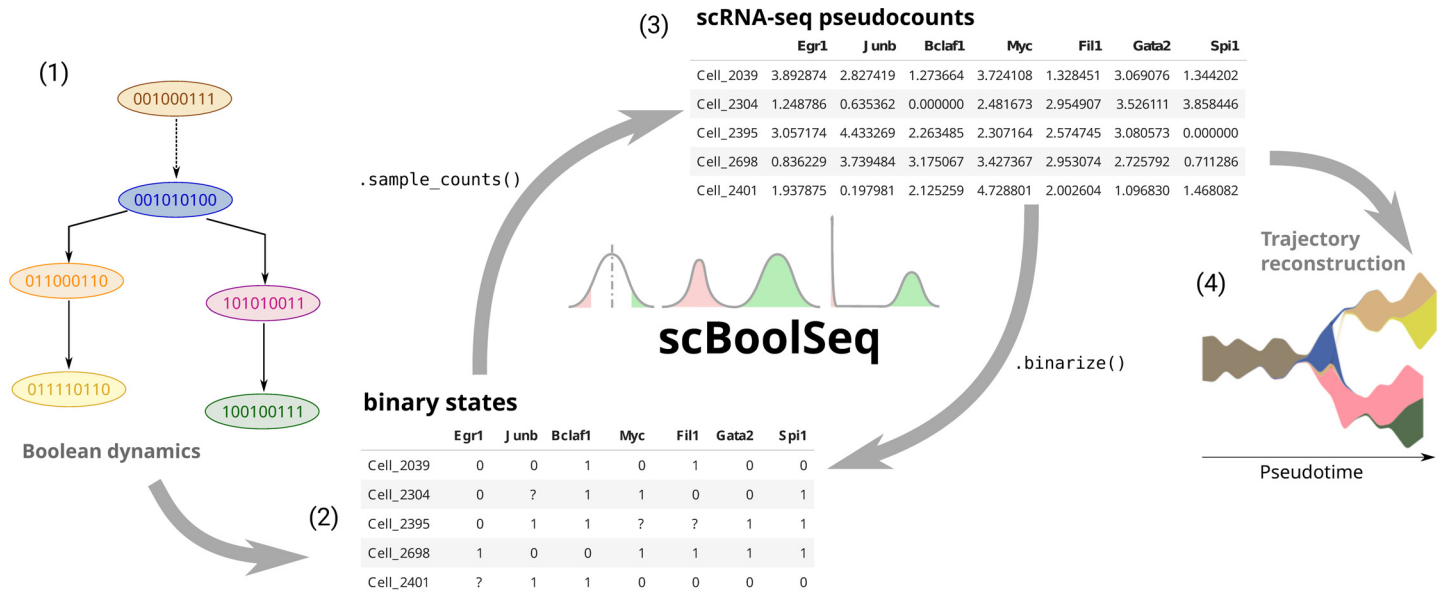 (1)
001000111
001010100
011000110
101010011
011110110
100100111
Boolean dynamics
(2)
binary states
Egr1 Junb Bclaf1 Myc Fil1 Gata2 Spi1
Cell_2039 0 0 1 0 1 0 0
Cell_2304 0 ? 1 1 0 0 1
Cell_2395 0 1 1 ? ? 1 1
Cell_2698 1 0 0 1 1 1 1
Cell_2401 ? 1 1 0 0 0 0
.sample_counts()
(3)
scRNA-seq pseudocounts
Egr1 Junb Bclaf1 Myc Fil1 Gata2 Spi1
Cell_2039 3.892874 2.827419 1.273664 3.724108 1.328451 3.069076 1.344202
Cell_2304 1.248786 0.635362 0.000000 2.481673 2.954907 3.526111 3.858446
Cell_2395 3.057174 4.433269 2.263485 2.307164 2.574745 3.080573 0.000000
Cell_2698 0.836229 3.739484 3.175067 3.427367 2.953074 2.725792 0.711286
Cell_2401 1.937875 0.197981 2.125259 4.728801 2.002604 1.096830 1.468082
scBoolSeq
.binarize()
Trajectory
reconstruction
(4)
Pseudotime